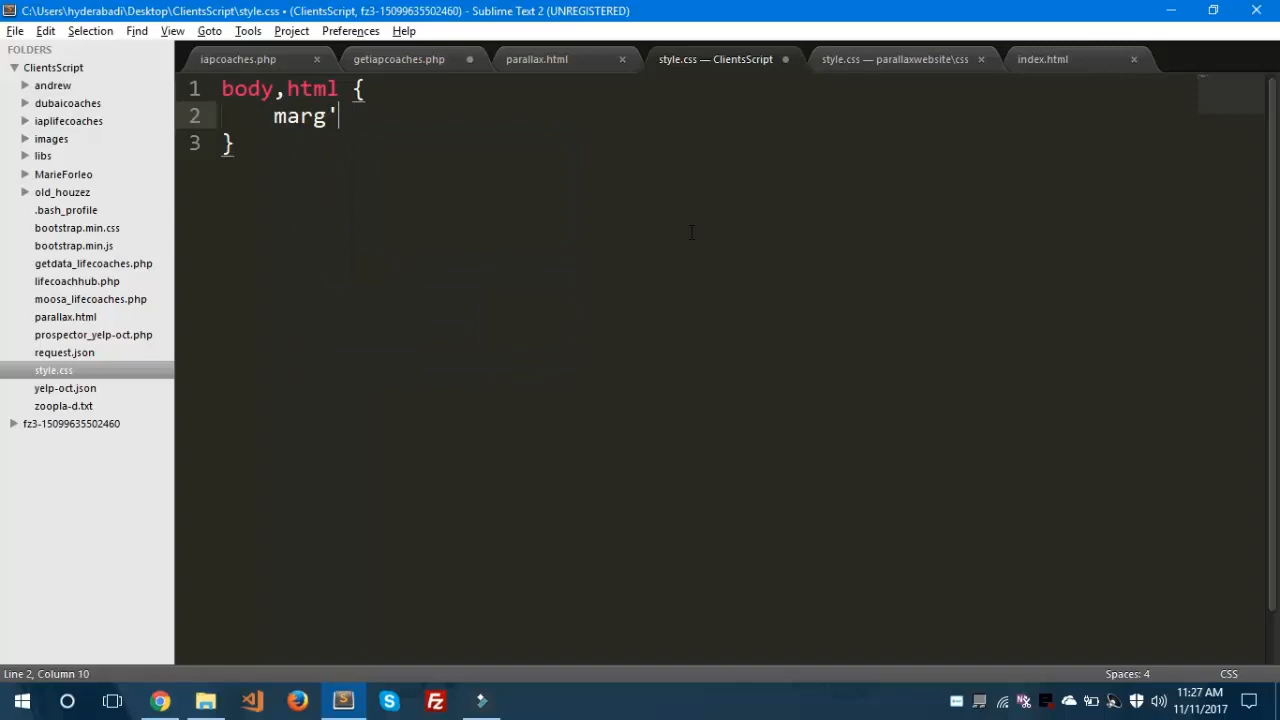 C:\Users\hyderabadi\Desktop\ClientsScript\style.css • (ClientsScript, fz3-15099635502460) - Sublime Text 2 (UNREGISTERED)
File Edit Selection Find View Goto Tools Project Preferences Help
FOLDERS
ClientsScript
andrew
dubaicoaches
iaplifecoaches
images
libs
MarieForleo
old_houzez
.bash_profile
bootstrap.min.css
bootstrap.min.js
getdata_lifecoaches.php
lifecoachhub.php
moosa_lifecoaches.php
parallax.html
prospector_yelp-oct.php
request.json
style.css
yelp-oct.json
zoopla-d.txt
fz3-15099635502460
iapcoaches.php getiapcoaches.php parallax.html style.css — ClientsScript style.css — parallaxwebsite\css index.html
1 body,html {
2 marg'
3 }
Line 2, Column 10 Spaces: 4 CSS
11:27 AM
11/11/2017